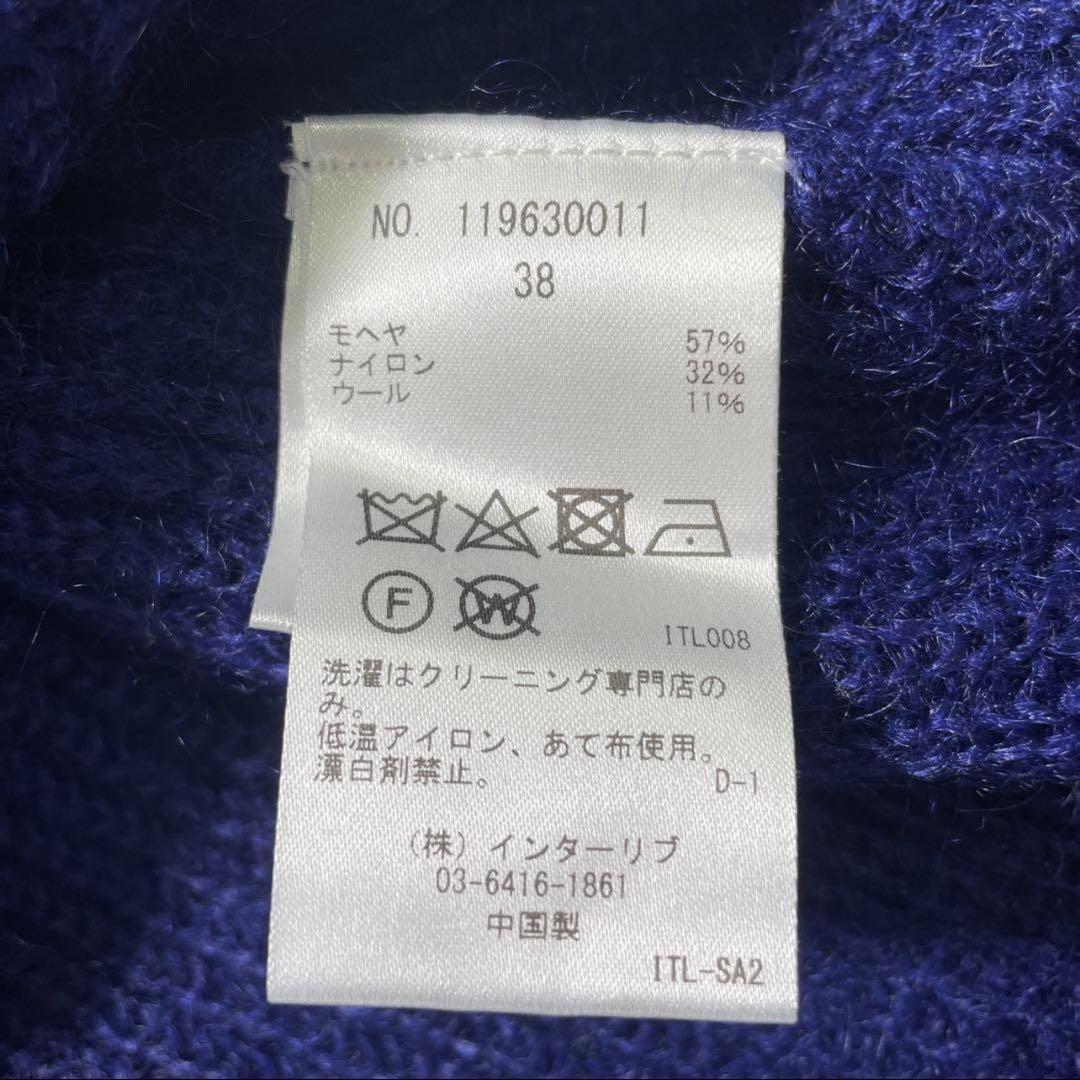 NO. 119630011
38
モヘヤ 57%
ナイロン 32%
ウール 11%
F W
ITL008
洗濯はクリーニング専門店の
み。
低温アイロン、あて布使用。
漂白剤禁止。
D-1
(株)インターリブ
03-6416-1861
中国製
ITL-SA2